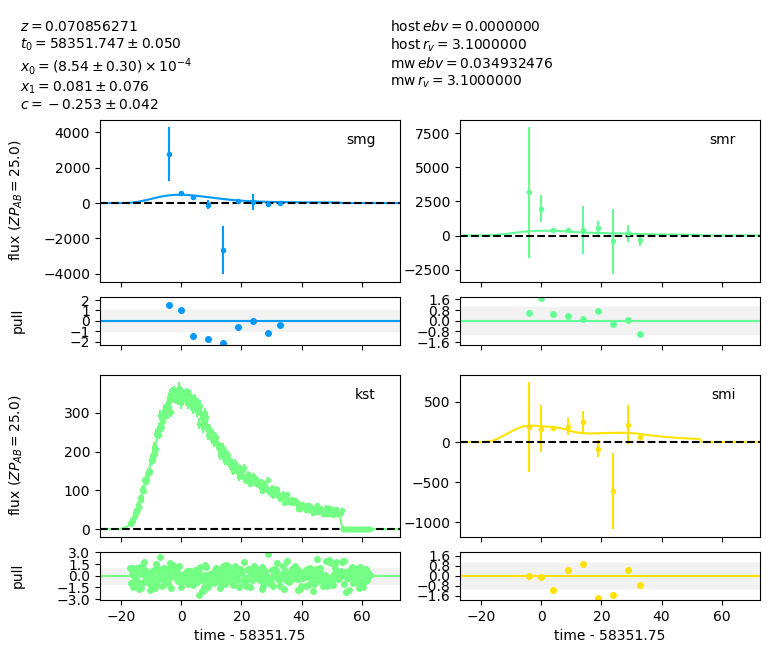 z = 0.070856271
t₀ = 58351.747 ± 0.050
x₀ = (8.54 ± 0.30) × 10⁻⁴
x₁ = 0.081 ± 0.076
c = −0.253 ± 0.042
host ebv = 0.0000000
host r_v = 3.1000000
mw ebv = 0.034932476
mw r_v = 3.1000000
flux (ZP_AB = 25.0)
4000
2000
0
−2000
−4000
smg
7500
5000
2500
0
−2500
smr
pull
2
1
0
−1
−2
1.6
0.8
0.0
−0.8
−1.6
flux (ZP_AB = 25.0)
300
200
100
0
kst
500
0
−500
−1000
smi
pull
3.0
1.5
0.0
−1.5
−3.0
1.6
0.8
0.0
−0.8
−1.6
−20 0 20 40 60
−20 0 20 40 60
time - 58351.75
time - 58351.75